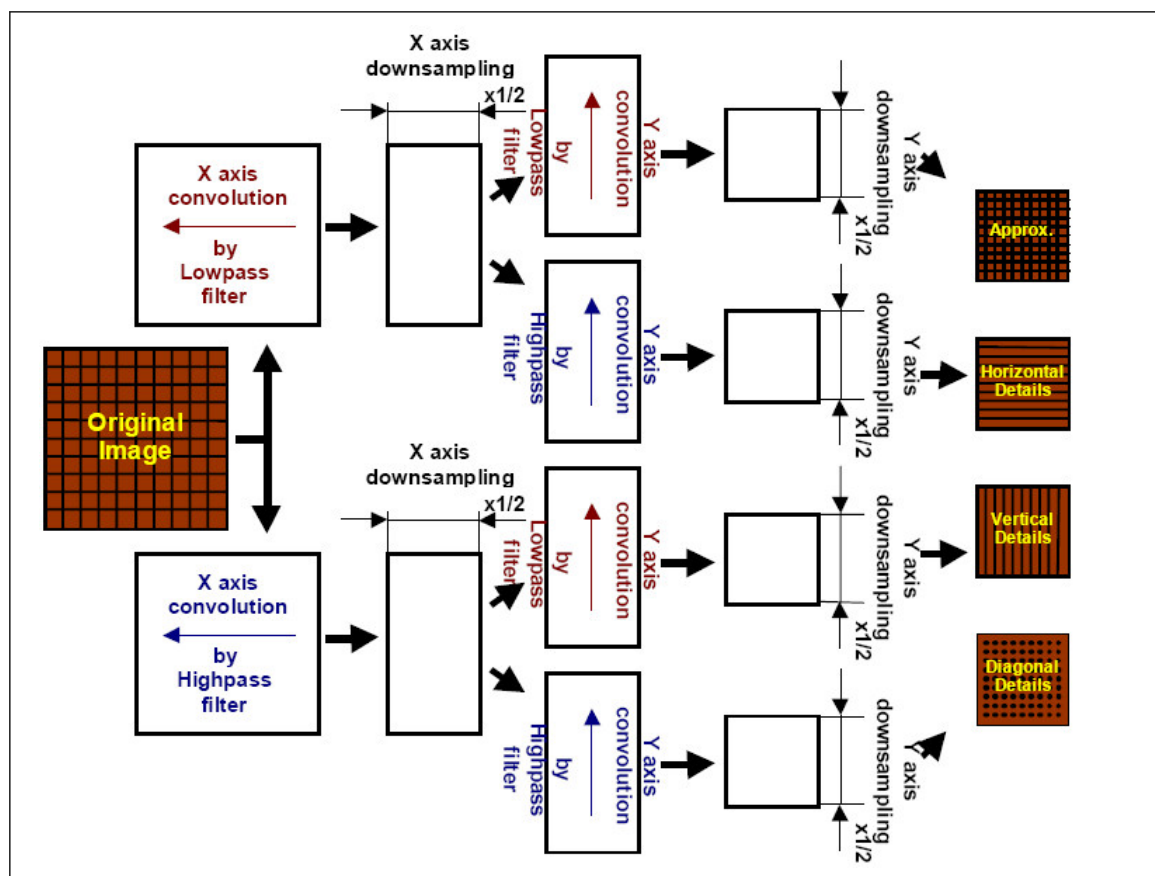 X axis
downsampling
x1/2
X axis
convolution
by
Lowpass
filter
Y axis
convolution
by
Lowpass
filter
Y axis
downsampling
x1/2
Approx.
Y axis
convolution
by
Highpass
filter
Y axis
downsampling
x1/2
Horizontal
Details
Original
Image
X axis
downsampling
x1/2
X axis
convolution
by
Highpass
filter
Y axis
convolution
by
Lowpass
filter
Y axis
downsampling
x1/2
Vertical
Details
Y axis
convolution
by
Highpass
filter
Y axis
downsampling
x1/2
Diagonal
Details